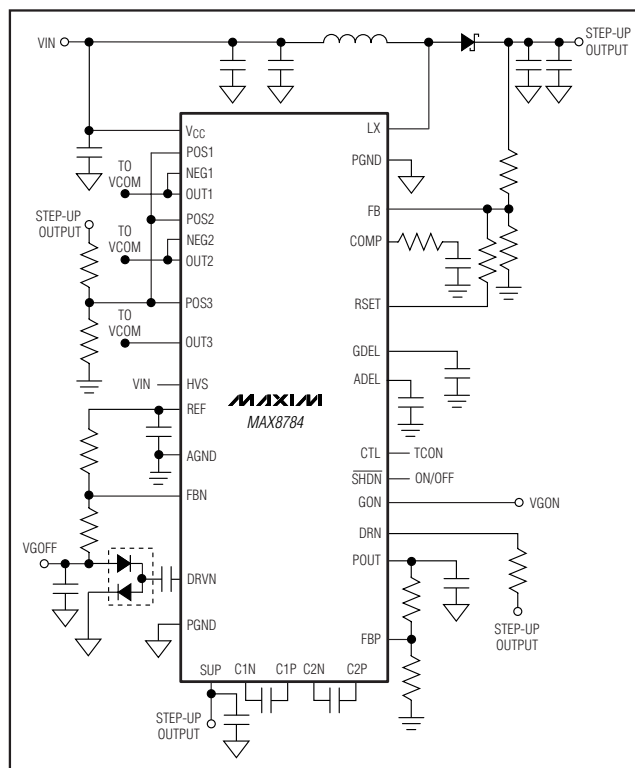 VIN
STEP-UP
OUTPUT
VCC
POS1
NEG1
OUT1
POS2
NEG2
OUT2
POS3
OUT3
HVS
REF
AGND
FBN
DRVN
PGND
TO
VCOM
STEP-UP
OUTPUT
TO
VCOM
TO
VCOM
VIN
VGOFF
MAXIM
MAX8784
LX
PGND
FB
COMP
RSET
GDEL
ADEL
CTL
TCON
SHDN
ON/OFF
GON
VGON
DRN
POUT
FBP
STEP-UP
OUTPUT
SUP
C1N
C1P
C2N
C2P
STEP-UP
OUTPUT